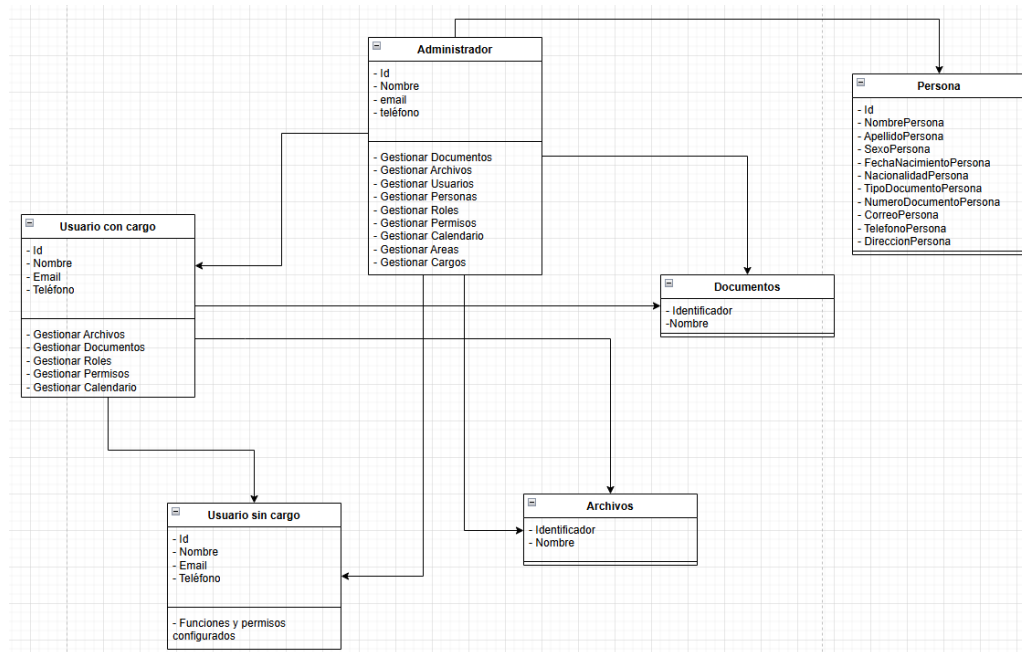 Administrador
- Id
- Nombre
- email
- teléfono
- Gestionar Documentos
- Gestionar Archivos
- Gestionar Usuarios
- Gestionar Personas
- Gestionar Roles
- Gestionar Permisos
- Gestionar Calendario
- Gestionar Areas
- Gestionar Cargos
Persona
- Id
- NombrePersona
- ApellidoPersona
- SexoPersona
- FechaNacimientoPersona
- NacionalidadPersona
- TipoDocumentoPersona
- NumeroDocumentoPersona
- CorreoPersona
- TelefonoPersona
- DireccionPersona
Usuario con cargo
- Id
- Nombre
- Email
- Teléfono
- Gestionar Archivos
- Gestionar Documentos
- Gestionar Roles
- Gestionar Permisos
- Gestionar Calendario
Documentos
- Identificador
-Nombre
Usuario sin cargo
- Id
- Nombre
- Email
- Teléfono
- Funciones y permisos
configurados
Archivos
- Identificador
- Nombre